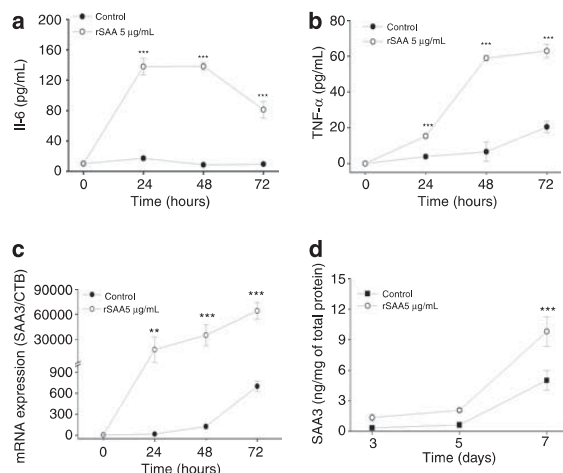 a
Control
rSAA 5 µg/mL
Il-6 (pg/mL)
200
160
120
80
40
0
***
***
***
0 24 48 72
Time (hours)
b
Control
rSAA 5 µg/mL
TNF-α (pg/mL)
80
60
40
20
0
***
***
***
0 24 48 72
Time (hours)
c
Control
rSAA5 µg/mL
mRNA expression (SAA3/CTB)
90000
60000
30000
900
600
300
0
**
***
***
0 24 48 72
Time (hours)
d
Control
rSAA5 µg/mL
SAA3 (ng/mg of total protein)
15
12
9
6
3
0
***
3 5 7
Time (days)